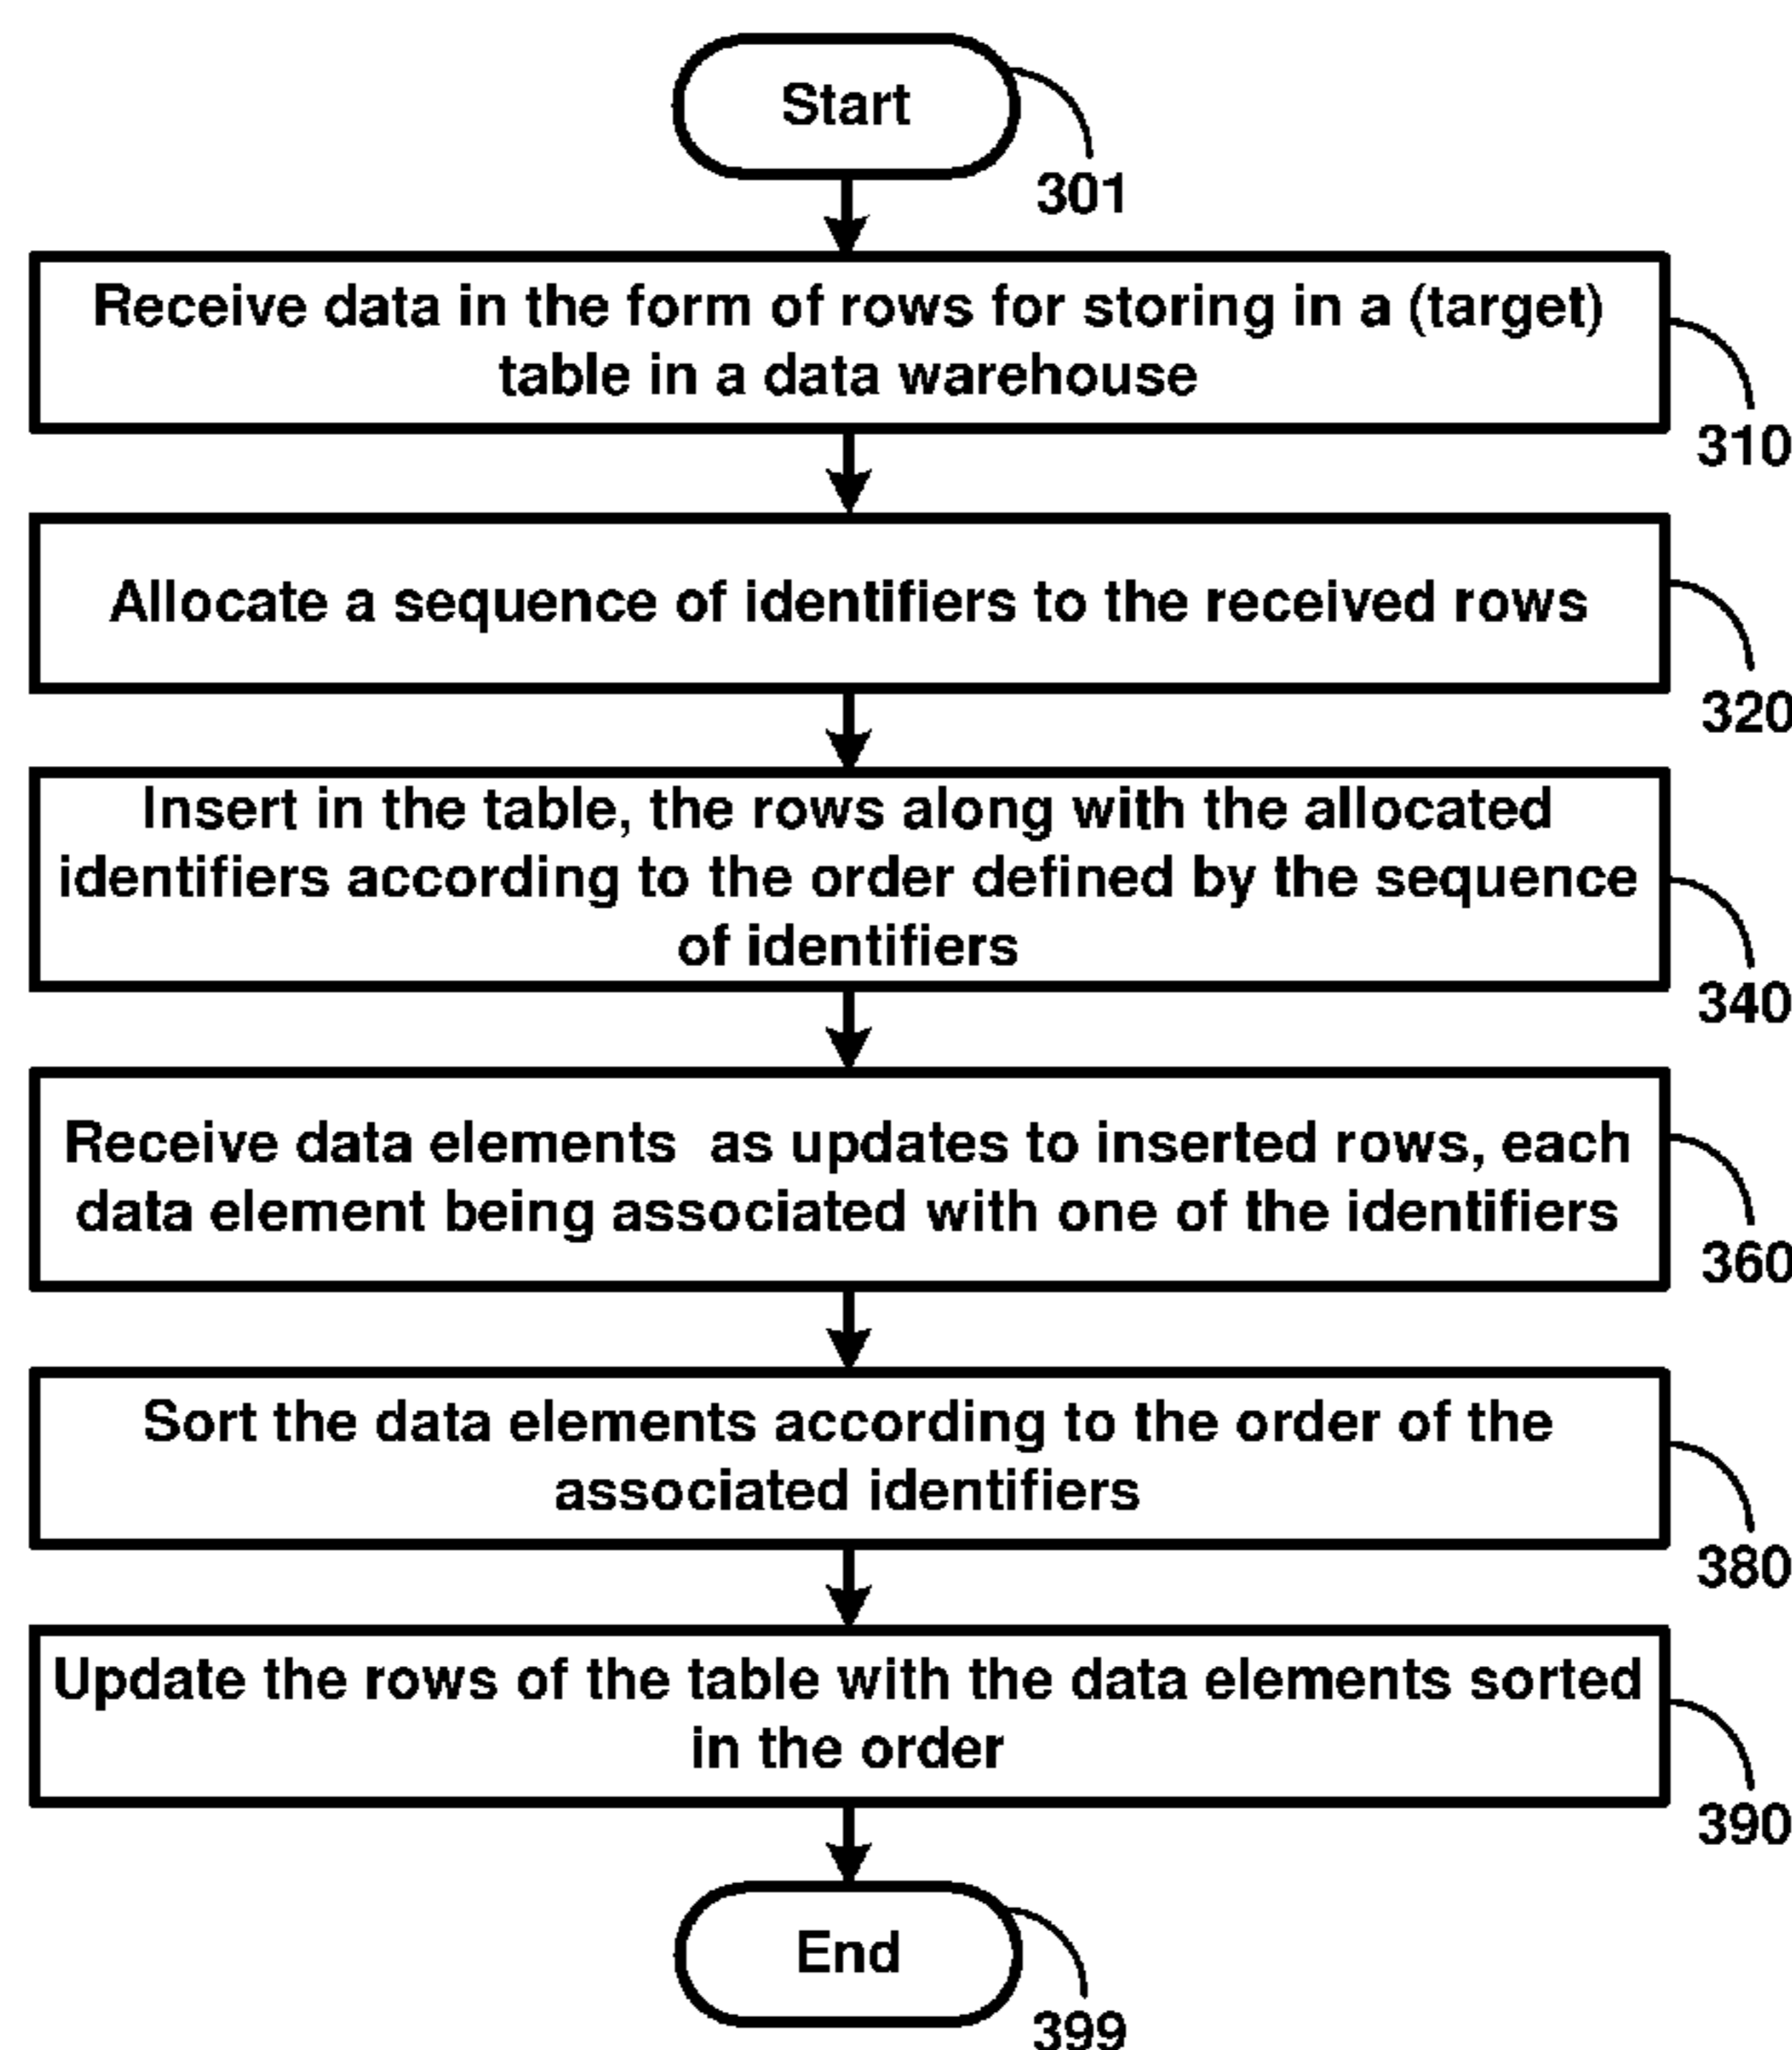 Start
301
Receive data in the form of rows for storing in a (target)
table in a data warehouse
310
Allocate a sequence of identifiers to the received rows
320
Insert in the table, the rows along with the allocated
identifiers according to the order defined by the sequence
of identifiers
340
Receive data elements as updates to inserted rows, each
data element being associated with one of the identifiers
360
Sort the data elements according to the order of the
associated identifiers
380
Update the rows of the table with the data elements sorted
in the order
390
End
399